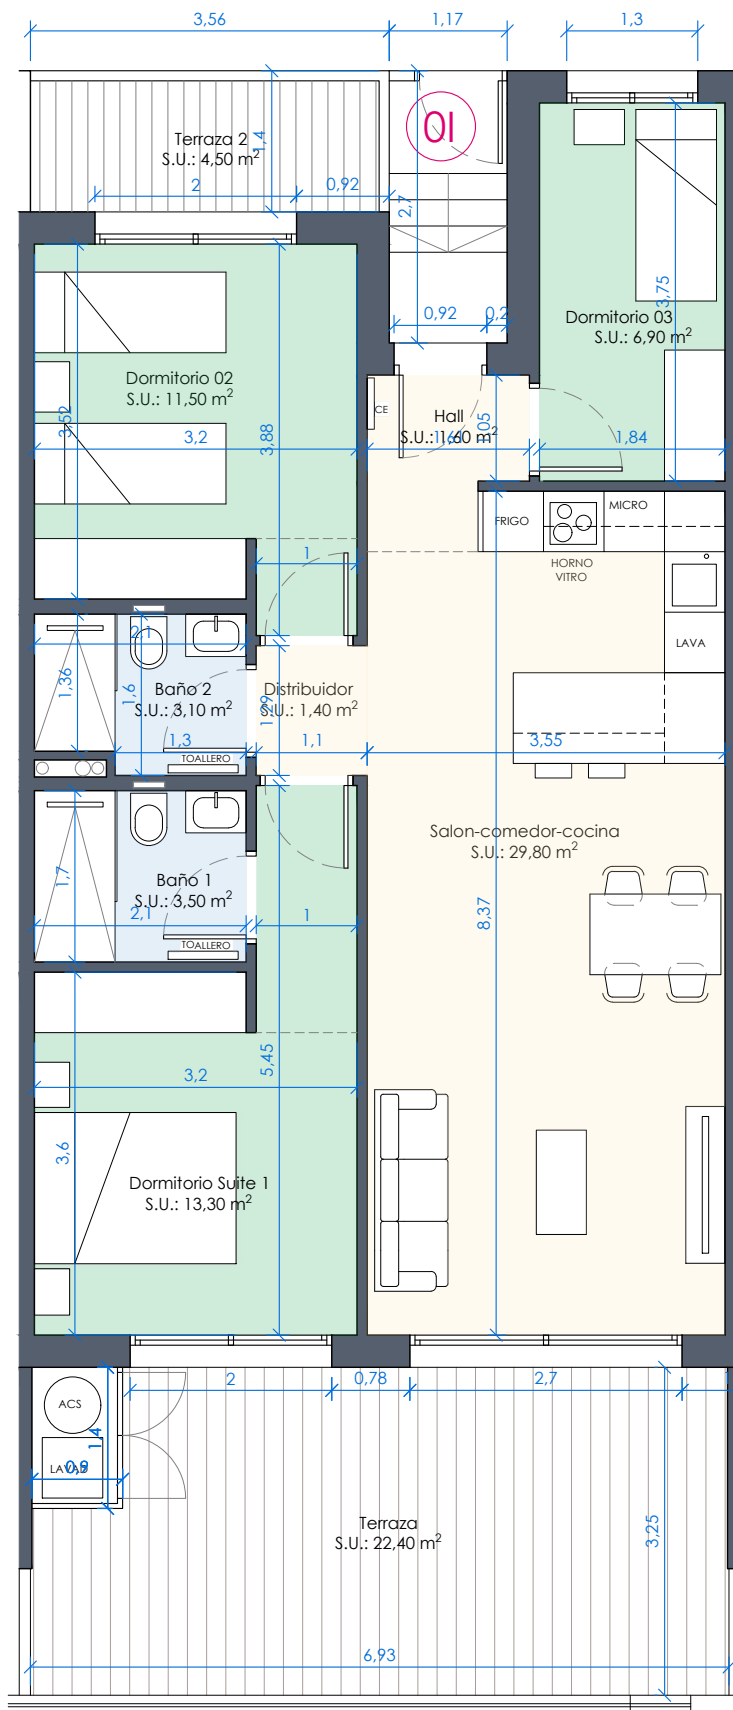 3,56
1,17
1,3
01
Terraza 2
S.U.: 4,50 m²
1,4
2
0,92
2,7
3,75
0,92
0,2
Dormitorio 03
S.U.: 6,90 m²
Dormitorio 02
S.U.: 11,50 m²
3,52
3,2
3,88
CE
Hall
S.U.: 1,60 m²
1,05
1,84
FRIGO
MICRO
HORNO
VITRO
1
LAVA
2,1
1,36
1,6
Baño 2
S.U.: 3,10 m²
Distribuidor
S.U.: 1,40 m²
1,29
1,3
1,1
3,55
TOALLERO
Salon-comedor-cocina
S.U.: 29,80 m²
1,7
Baño 1
S.U.: 3,50 m²
2,1
1
8,37
TOALLERO
5,45
3,2
3,6
Dormitorio Suite 1
S.U.: 13,30 m²
2
0,78
2,7
ACS
1,4
Terraza
S.U.: 22,40 m²
3,25
6,93